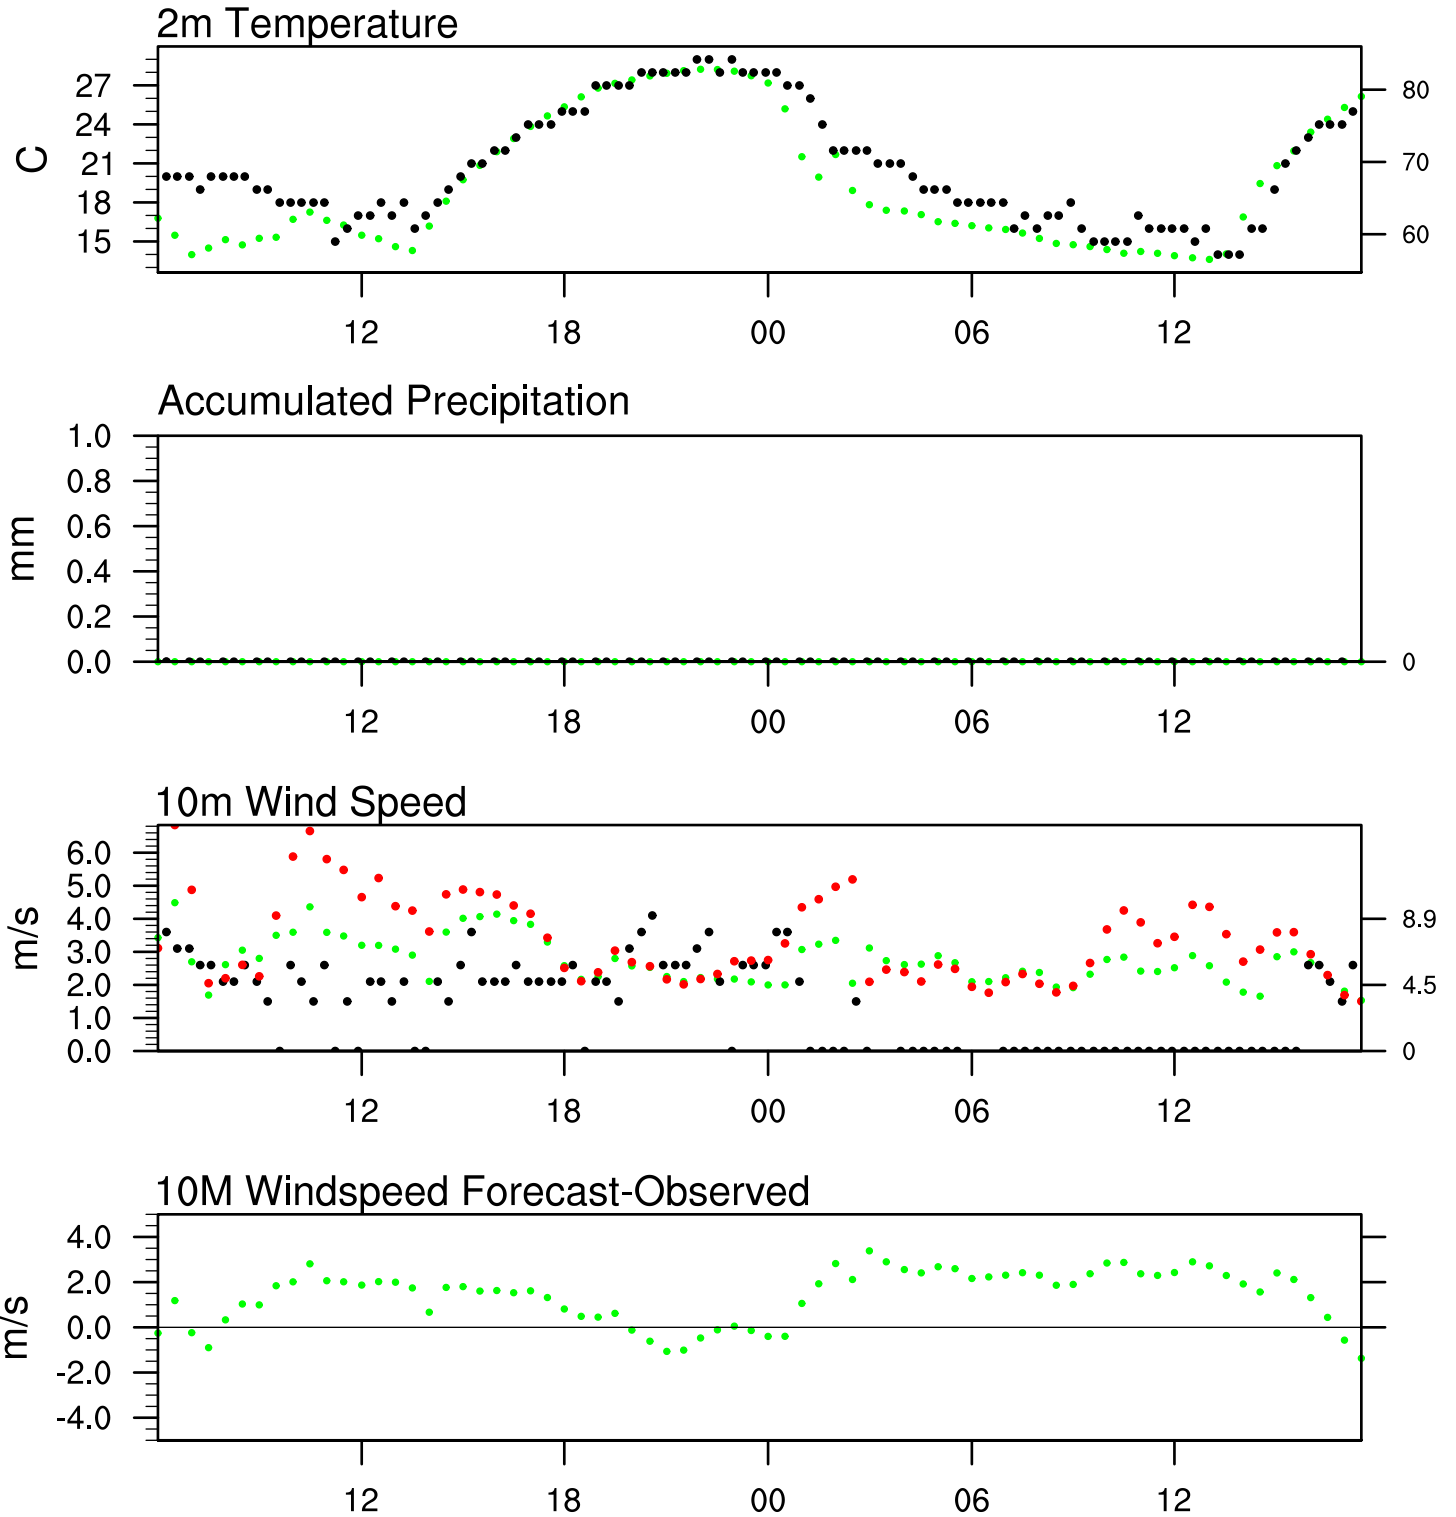 2m Temperature
C
27
24
21
18
15
80
70
60
12 18 00 06 12
Accumulated Precipitation
mm
1.0
0.8
0.6
0.4
0.2
0.0
0
12 18 00 06 12
10m Wind Speed
m/s
6.0
5.0
4.0
3.0
2.0
1.0
0.0
8.9
4.5
0
12 18 00 06 12
10M Windspeed Forecast-Observed
m/s
4.0
2.0
0.0
-2.0
-4.0
12 18 00 06 12